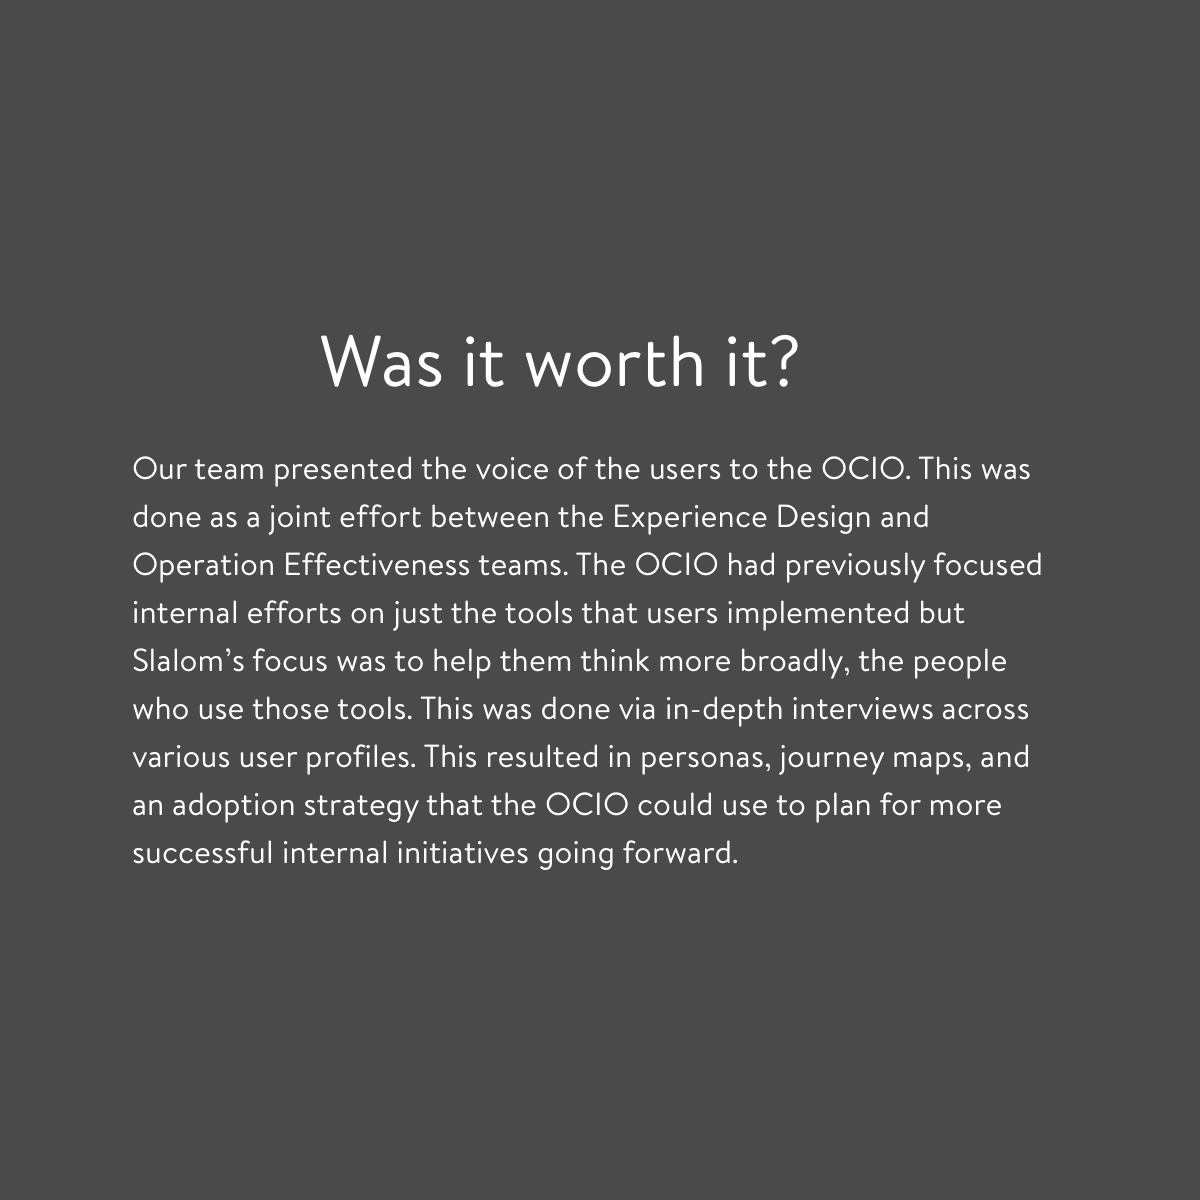 Was it worth it?
Our team presented the voice of the users to the OCIO. This was
done as a joint effort between the Experience Design and
Operation Effectiveness teams. The OCIO had previously focused
internal efforts on just the tools that users implemented but
Slalom’s focus was to help them think more broadly, the people
who use those tools. This was done via in-depth interviews across
various user profiles. This resulted in personas, journey maps, and
an adoption strategy that the OCIO could use to plan for more
successful internal initiatives going forward.